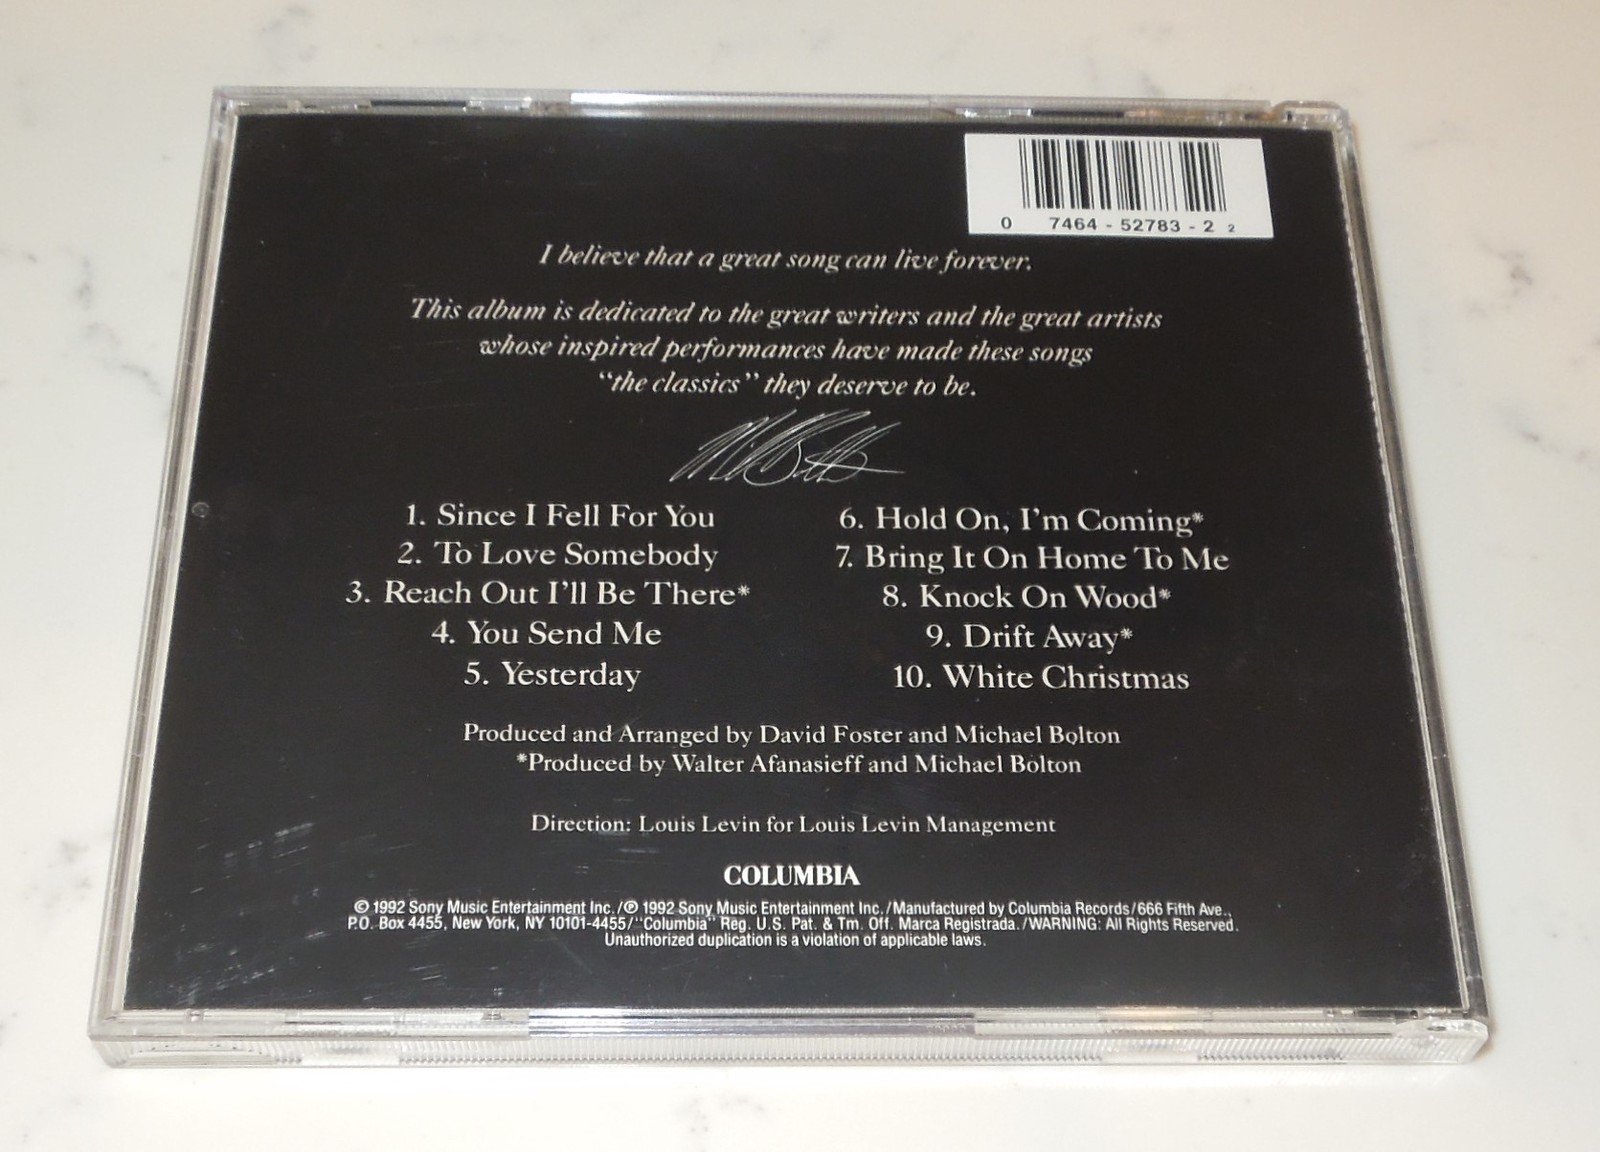 0 7464 - 52783 - 2 2
I believe that a great song can live forever.
This album is dedicated to the great writers and the great artists
whose inspired performances have made these songs
“the classics” they deserve to be.
1. Since I Fell For You
2. To Love Somebody
3. Reach Out I'll Be There*
4. You Send Me
5. Yesterday
6. Hold On, I'm Coming*
7. Bring It On Home To Me
8. Knock On Wood*
9. Drift Away*
10. White Christmas
Produced and Arranged by David Foster and Michael Bolton
*Produced by Walter Afanasieff and Michael Bolton
Direction: Louis Levin for Louis Levin Management
COLUMBIA
© 1992 Sony Music Entertainment Inc./℗ 1992 Sony Music Entertainment Inc./Manufactured by Columbia Records/666 Fifth Ave.,
P.O. Box 4455, New York, NY 10101-4455/"Columbia" Reg. U.S. Pat. & Tm. Off. Marca Registrada./WARNING: All Rights Reserved.
Unauthorized duplication is a violation of applicable laws.